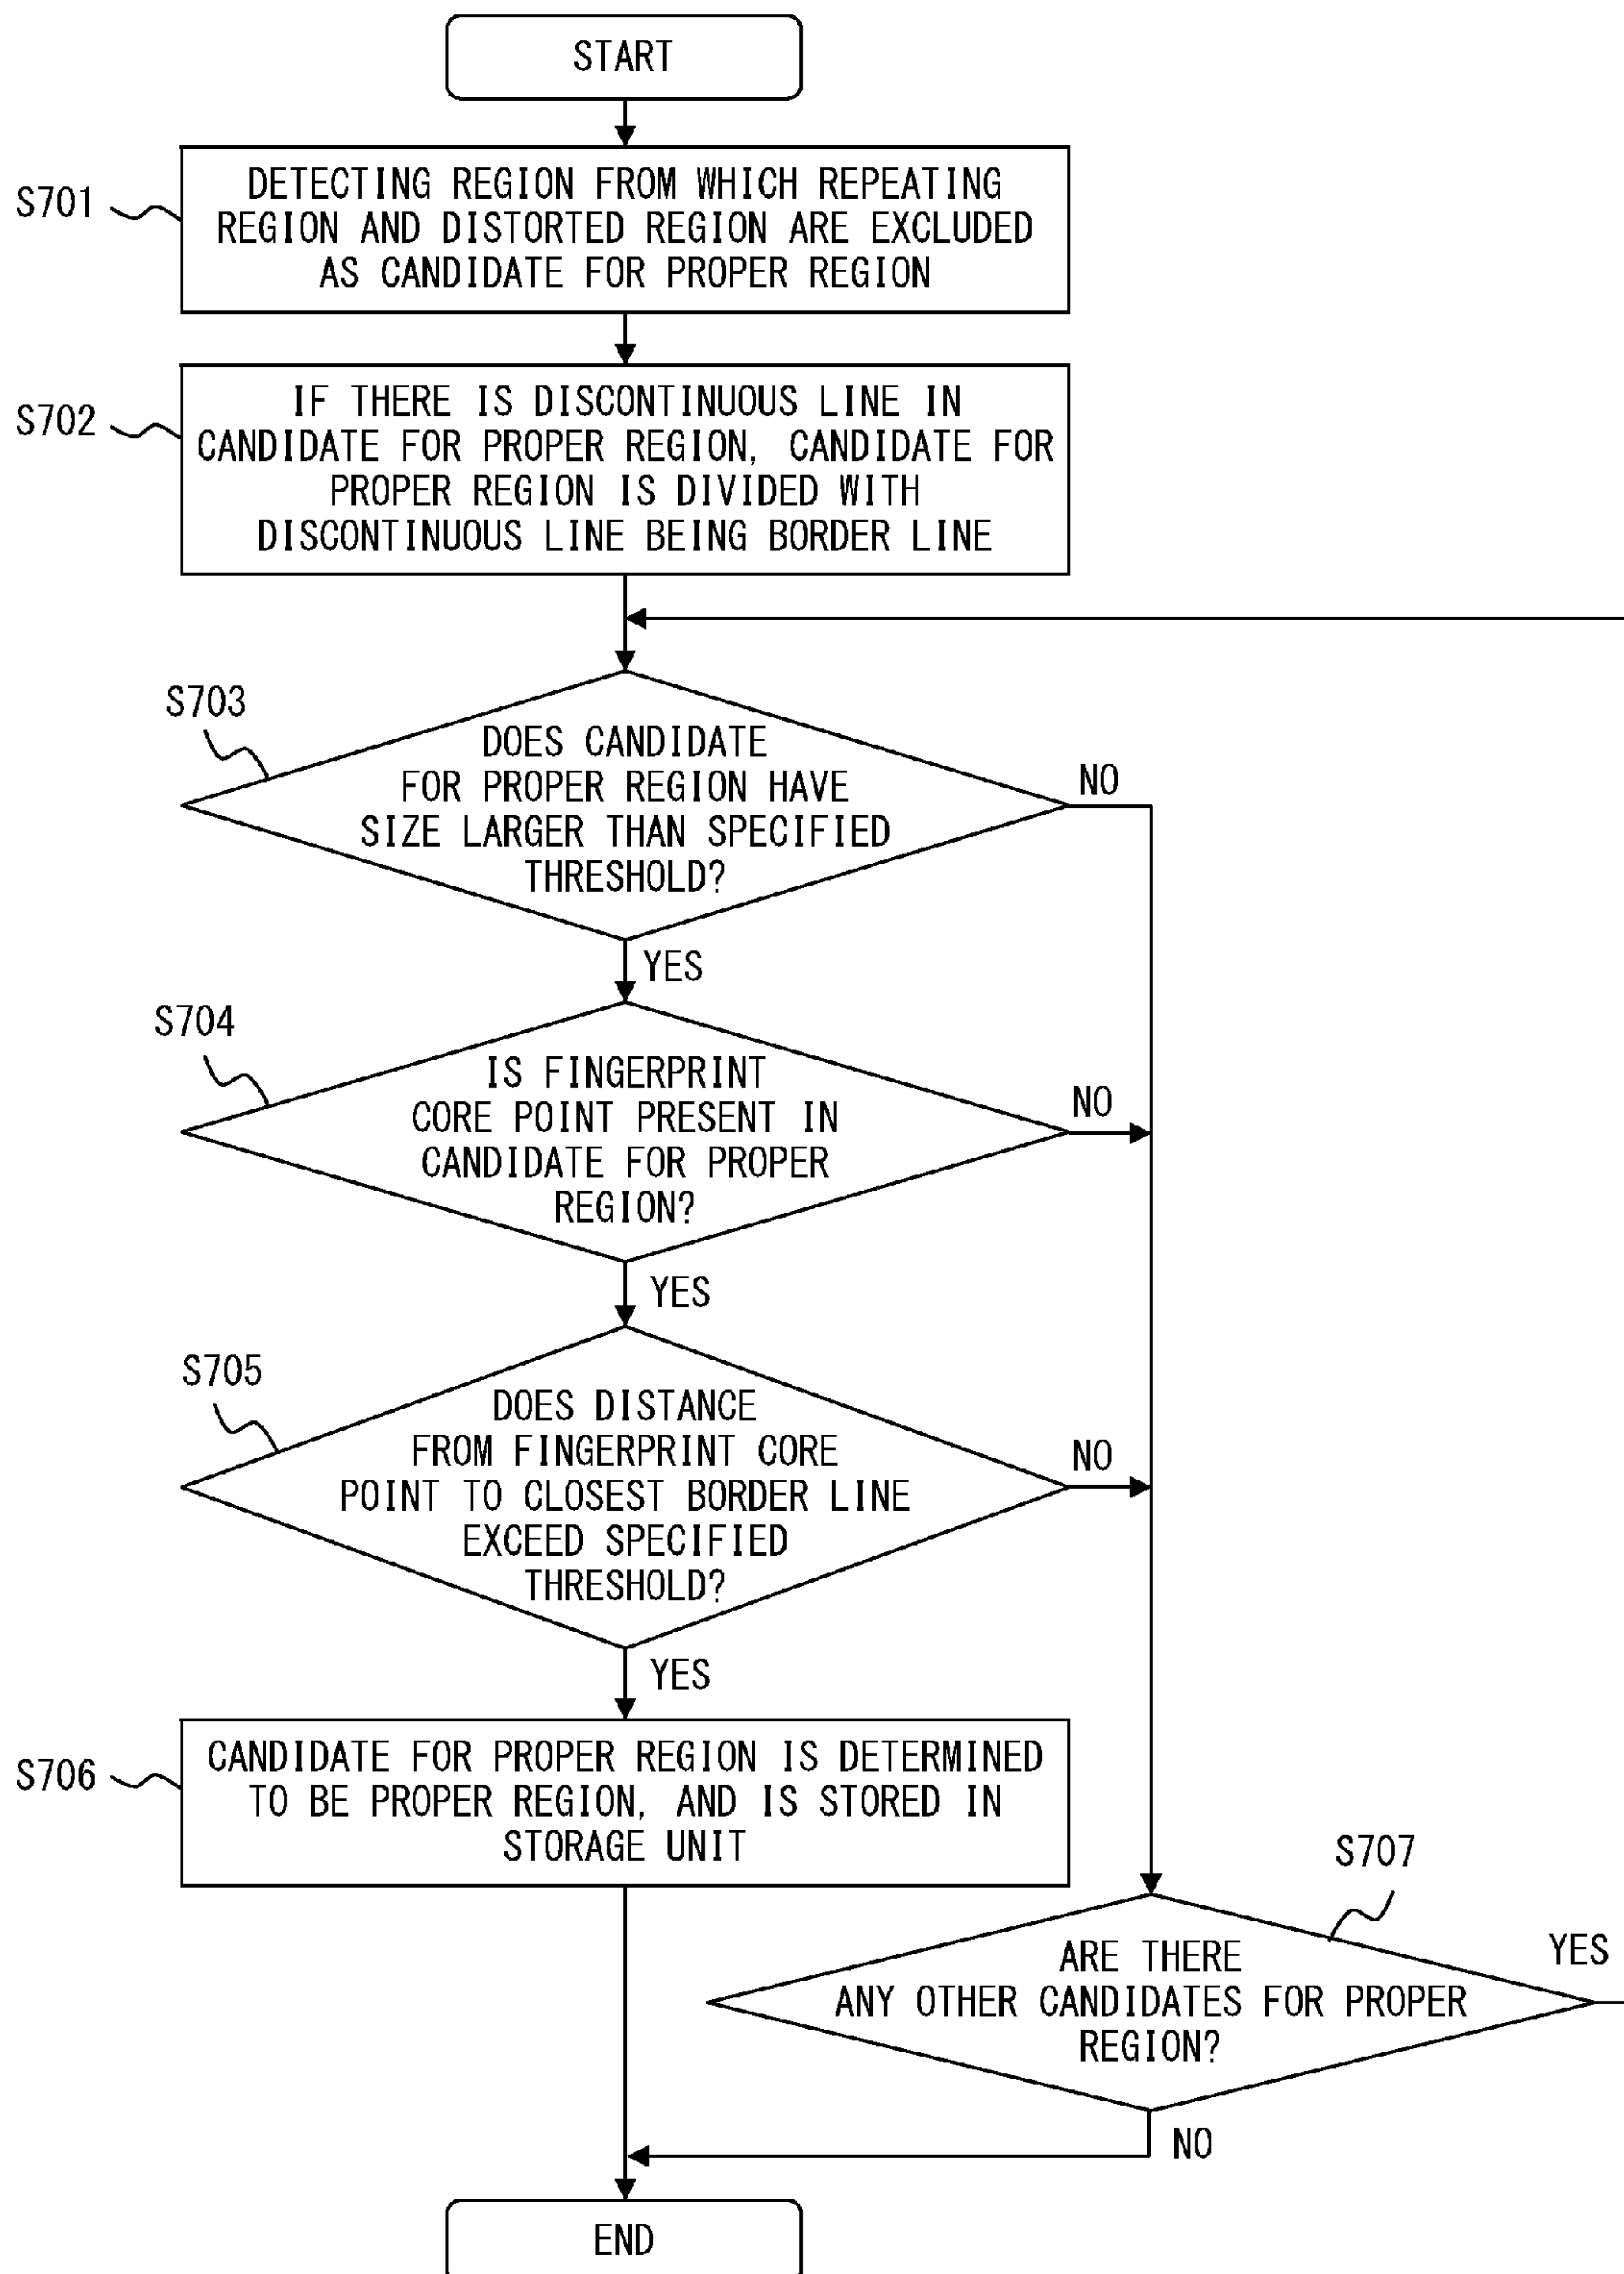 START
S701
DETECTING REGION FROM WHICH REPEATING
REGION AND DISTORTED REGION ARE EXCLUDED
AS CANDIDATE FOR PROPER REGION
S702
IF THERE IS DISCONTINUOUS LINE IN
CANDIDATE FOR PROPER REGION, CANDIDATE FOR
PROPER REGION IS DIVIDED WITH
DISCONTINUOUS LINE BEING BORDER LINE
S703
DOES CANDIDATE
FOR PROPER REGION HAVE
SIZE LARGER THAN SPECIFIED
THRESHOLD?
NO
YES
S704
IS FINGERPRINT
CORE POINT PRESENT IN
CANDIDATE FOR PROPER
REGION?
NO
YES
S705
DOES DISTANCE
FROM FINGERPRINT CORE
POINT TO CLOSEST BORDER LINE
EXCEED SPECIFIED
THRESHOLD?
NO
YES
S706
CANDIDATE FOR PROPER REGION IS DETERMINED
TO BE PROPER REGION, AND IS STORED IN
STORAGE UNIT
S707
ARE THERE
ANY OTHER CANDIDATES FOR PROPER
REGION?
YES
NO
END